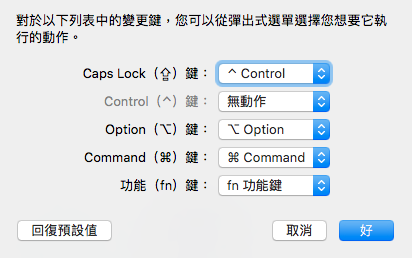 對於以下列表中的變更鍵，您可以從彈出式選單選擇您想要它執
行的動作。
Caps Lock（⇪）鍵： ^ Control
Control（^）鍵： 無動作
Option（⌥）鍵： ⌥ Option
Command（⌘）鍵： ⌘ Command
功能（fn）鍵： fn 功能鍵
回復預設值 取消 好